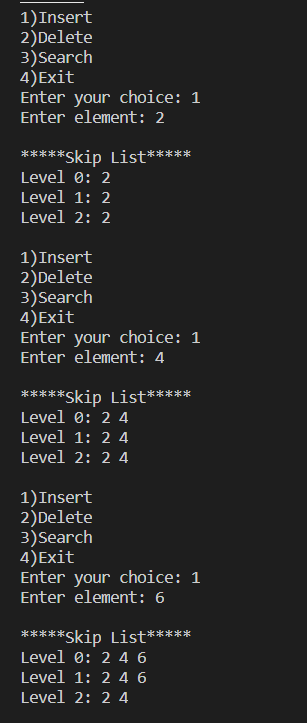 1)Insert
2)Delete
3)Search
4)Exit
Enter your choice: 1
Enter element: 2
*****Skip List*****
Level 0: 2
Level 1: 2
Level 2: 2
1)Insert
2)Delete
3)Search
4)Exit
Enter your choice: 1
Enter element: 4
*****Skip List*****
Level 0: 2 4
Level 1: 2 4
Level 2: 2 4
1)Insert
2)Delete
3)Search
4)Exit
Enter your choice: 1
Enter element: 6
*****Skip List*****
Level 0: 2 4 6
Level 1: 2 4 6
Level 2: 2 4